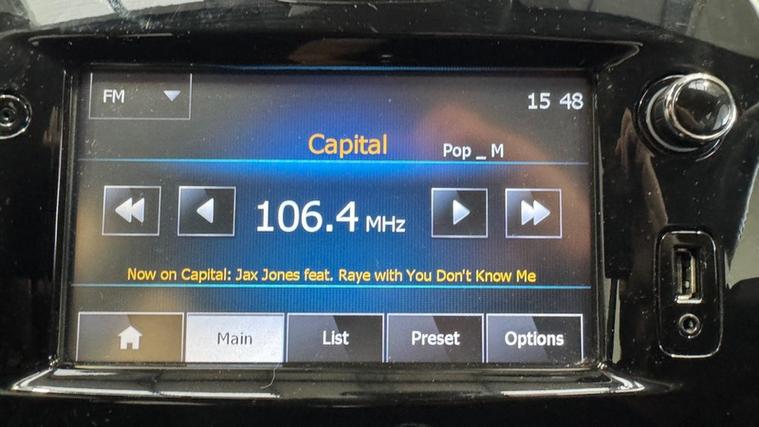 FM
15 48
Capital
Pop _ M
106.4 MHz
Now on Capital: Jax Jones feat. Raye with You Don't Know Me
Main List Preset Options